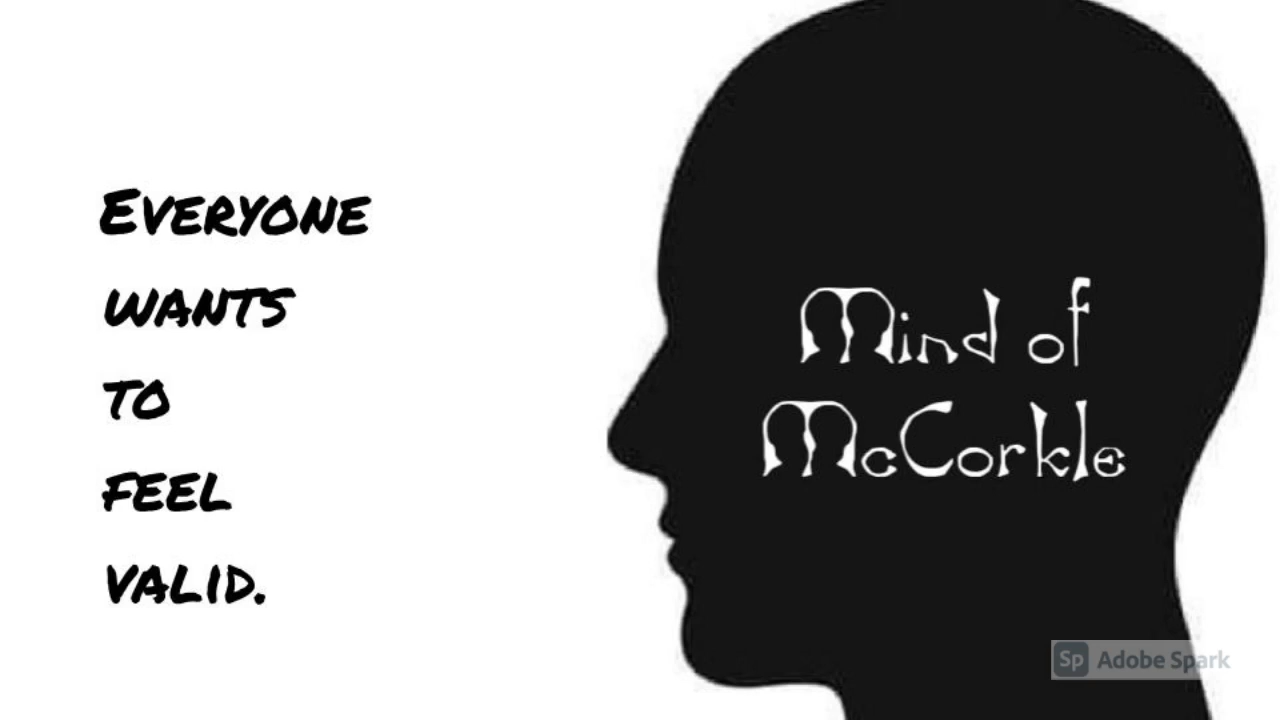 Everyone
wants
to
feel
valid.
Mind of
McCorkle
Sp Adobe Spark